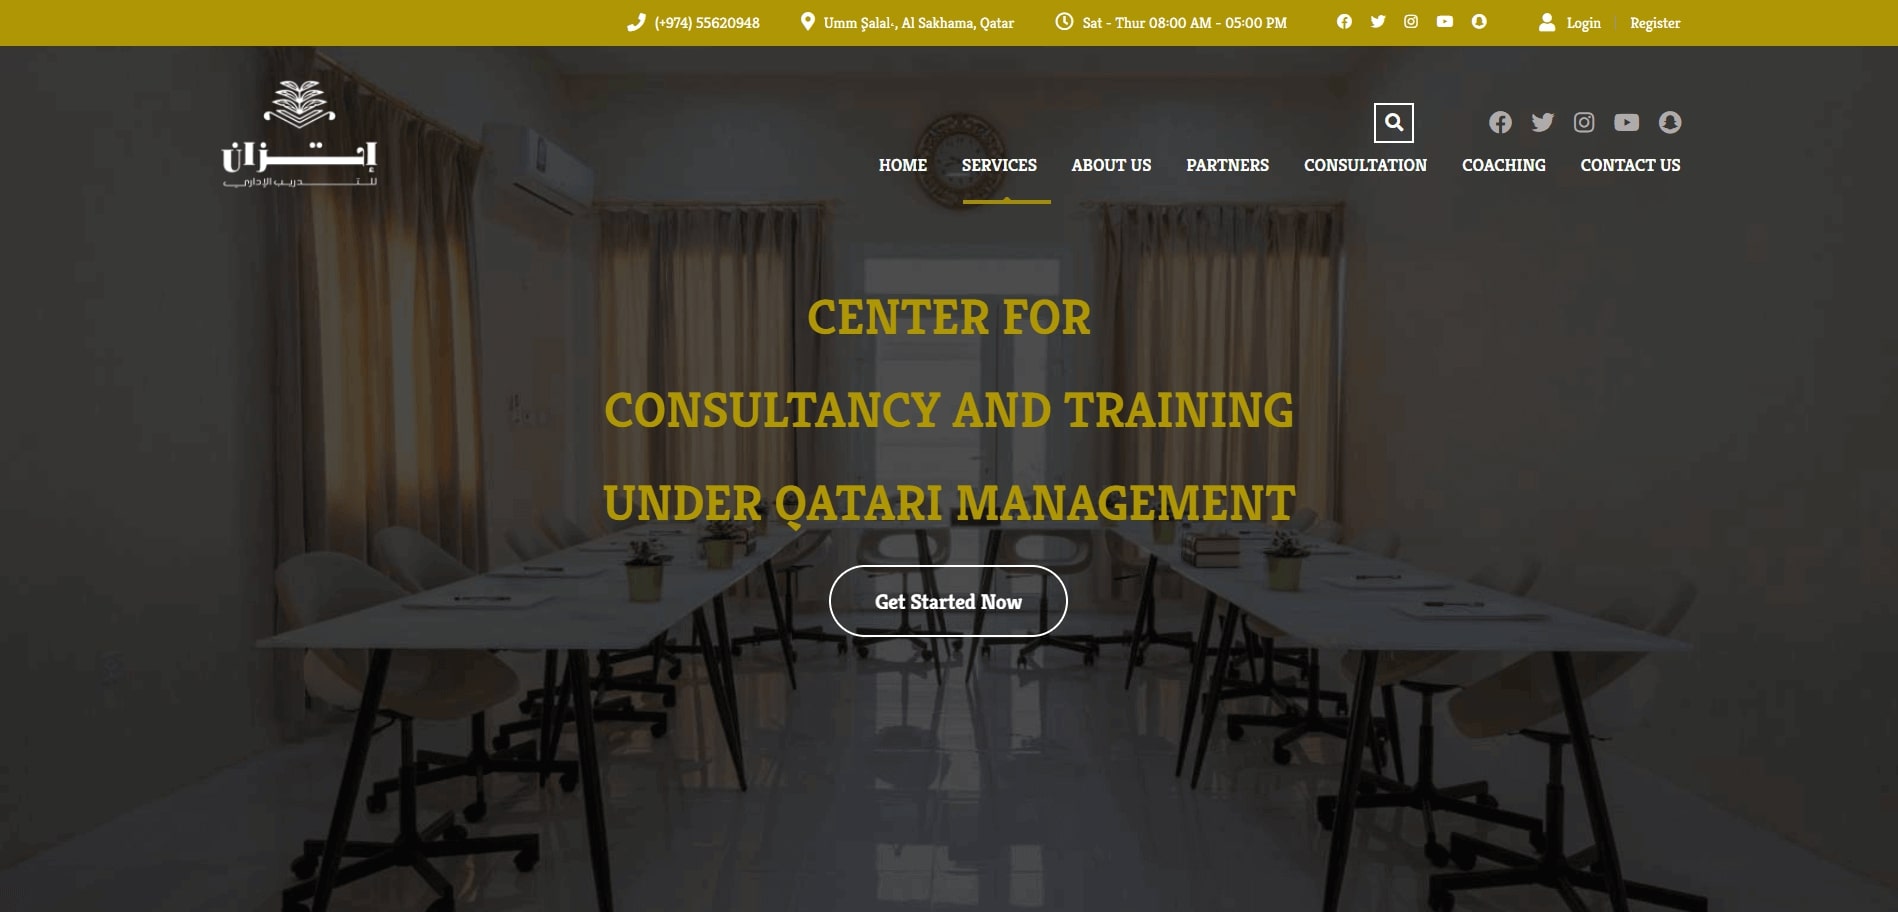 (+974) 55620948
Umm Şalal-, Al Sakhama, Qatar
Sat - Thur 08:00 AM - 05:00 PM
Login | Register
إتـــزان
للتــــدريب الإداري
HOME SERVICES ABOUT US PARTNERS CONSULTATION COACHING CONTACT US
CENTER FOR
CONSULTANCY AND TRAINING
UNDER QATARI MANAGEMENT
Get Started Now